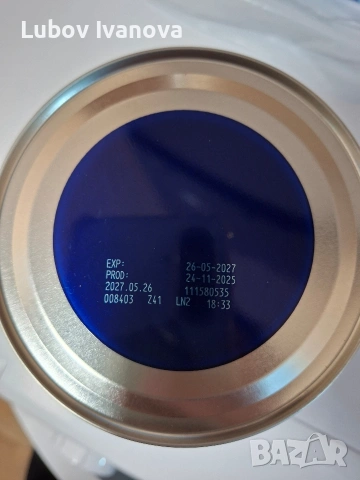 Lubov Ivanova
EXP: 26-05-2027
PROD: 24-11-2025
2027.05.26 111580535
008403 Z41 LN2 18:33
BAZAR